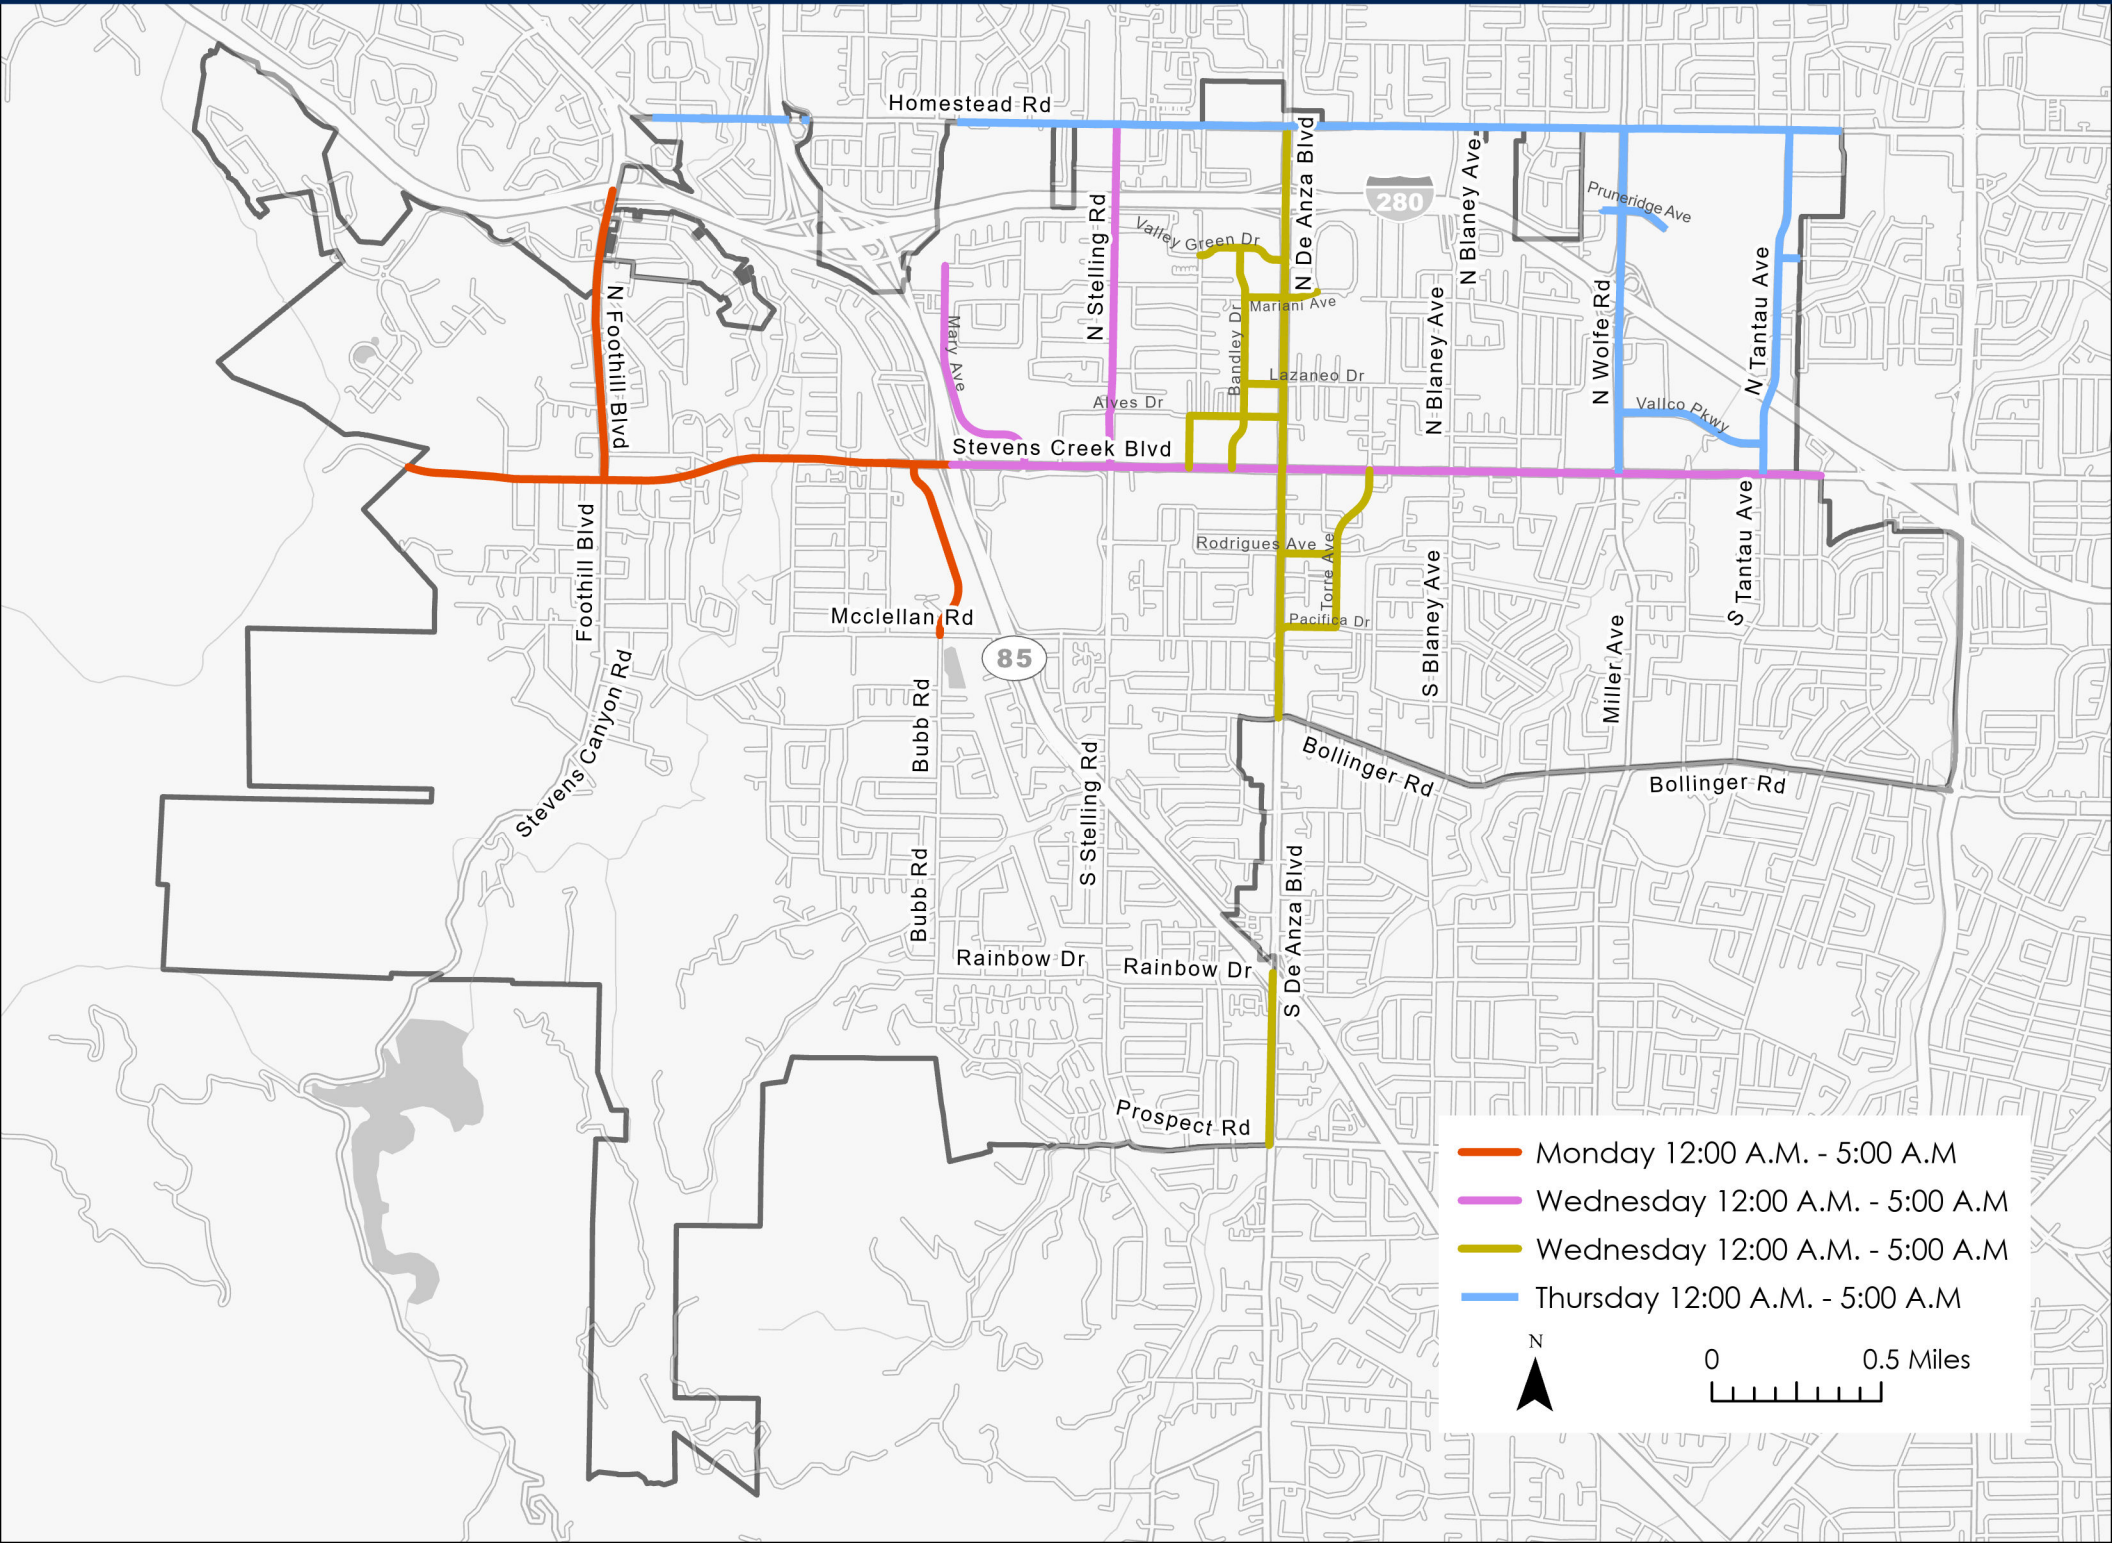 Homestead Rd
N De Anza Blvd
N Blaney Ave
280
Pruneridge Ave
N Stelling Rd
Valley Green Dr
Mariani Ave
N Foothill Blvd
Mary Ave
Bandley Dr
N Blaney Ave
N Wolfe Rd
N Tantau Ave
Lazaneo Dr
Alves Dr
Vallco Pkwy
Stevens Creek Blvd
Foothill Blvd
Rodrigues Ave
Torre Ave
S Tantau Ave
Mcclellan Rd
Pacifica Dr
S Blaney Ave
Miller Ave
85
Stevens Canyon Rd
Bubb Rd
S Stelling Rd
Bollinger Rd
Bollinger Rd
Bubb Rd
S De Anza Blvd
Rainbow Dr
Rainbow Dr
Prospect Rd
Monday 12:00 A.M. - 5:00 A.M
Wednesday 12:00 A.M. - 5:00 A.M
Wednesday 12:00 A.M. - 5:00 A.M
Thursday 12:00 A.M. - 5:00 A.M
N
0 0.5 Miles